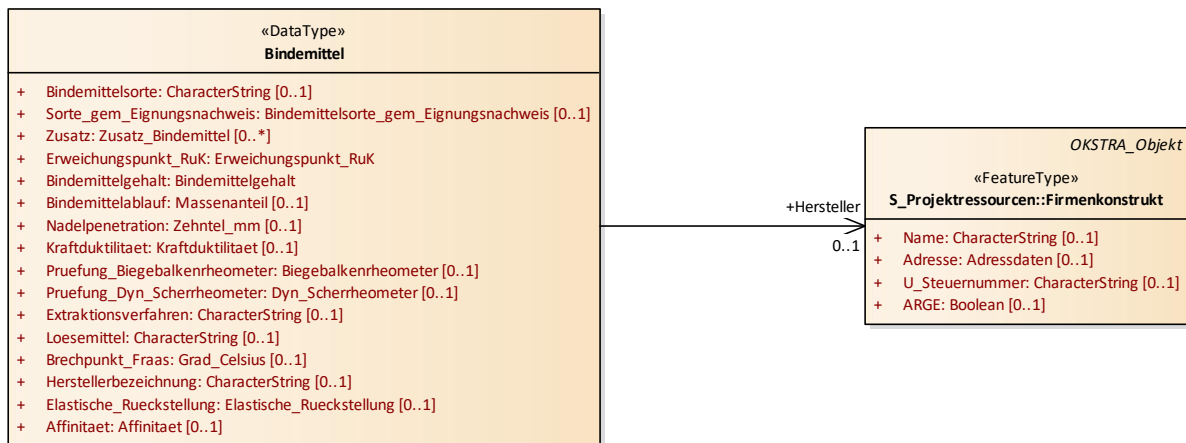 «DataType»
Bindemittel
+ Bindemittelsorte: CharacterString [0..1]
+ Sorte_gem_Eignungsnachweis: Bindemittelsorte_gem_Eignungsnachweis [0..1]
+ Zusatz: Zusatz_Bindemittel [0..*]
+ Erweichungspunkt_RuK: Erweichungspunkt_RuK
+ Bindemittelgehalt: Bindemittelgehalt
+ Bindemittelablauf: Massenanteil [0..1]
+ Nadelpenetration: Zehntel_mm [0..1]
+ Kraftduktilitaet: Kraftduktilitaet [0..1]
+ Pruefung_Biegebalkenrheometer: Biegebalkenrheometer [0..1]
+ Pruefung_Dyn_Scherrheometer: Dyn_Scherrheometer [0..1]
+ Extraktionsverfahren: CharacterString [0..1]
+ Loesemittel: CharacterString [0..1]
+ Brechpunkt_Fraas: Grad_Celsius [0..1]
+ Herstellerbezeichnung: CharacterString [0..1]
+ Elastische_Rueckstellung: Elastische_Rueckstellung [0..1]
+ Affinitaet: Affinitaet [0..1]
+Hersteller
0..1
OKSTRA_Objekt
«FeatureType»
S_Projektressourcen::Firmenkonstrukt
+ Name: CharacterString [0..1]
+ Adresse: Adressdaten [0..1]
+ U_Steuernummer: CharacterString [0..1]
+ ARGE: Boolean [0..1]